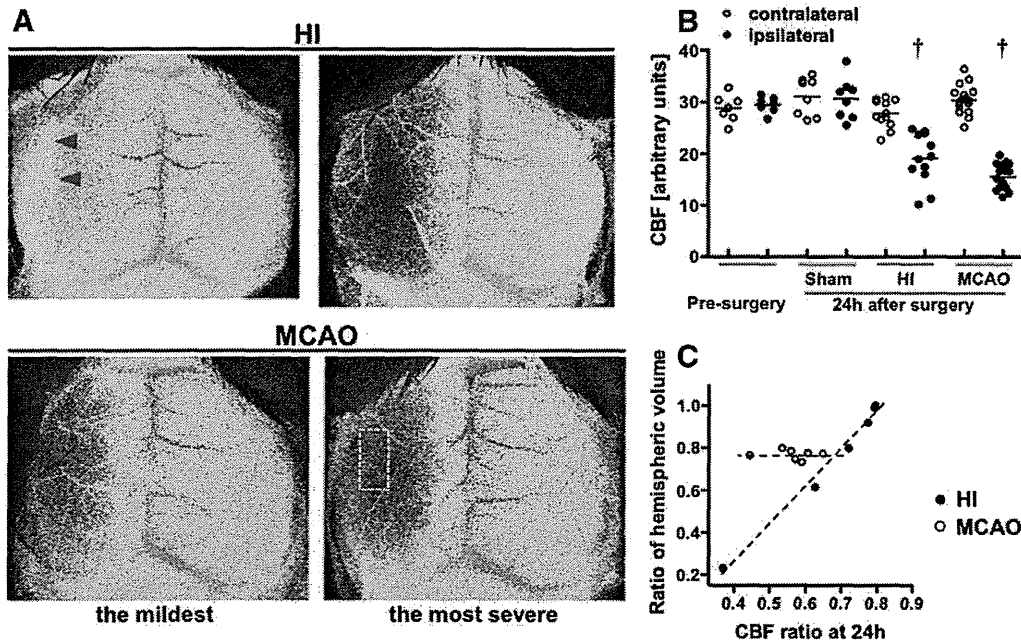 A
HI
MCAO
the mildest
the most severe
B
contralateral
ipsilateral
† †
CBF [arbitrary units]
40
30
20
10
0
Sham HI MCAO
Pre-surgery 24h after surgery
C
Ratio of hemispheric volume
1.0
0.8
0.6
0.4
0.2
0.4 0.5 0.6 0.7 0.8 0.9
CBF ratio at 24h
HI
MCAO